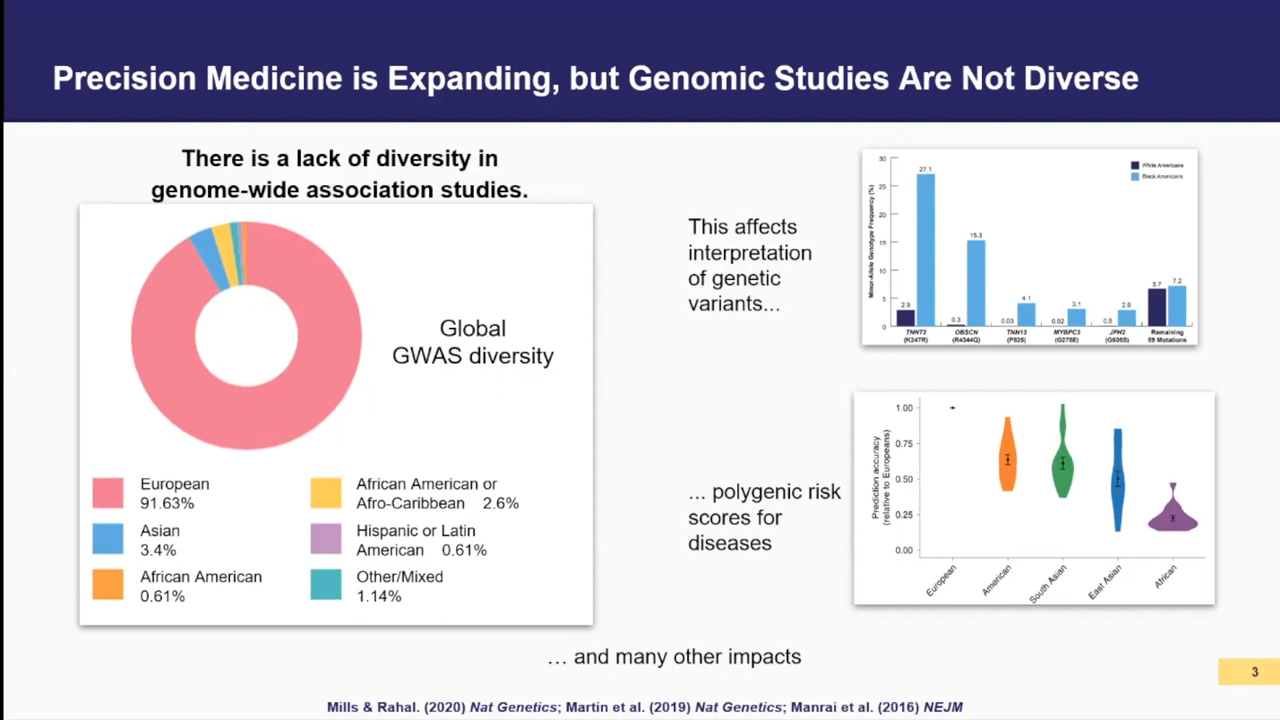 Precision Medicine is Expanding, but Genomic Studies Are Not Diverse
There is a lack of diversity in
genome-wide association studies.
Global
GWAS diversity
European
91.63%
Asian
3.4%
African American
0.61%
African American or
Afro-Caribbean 2.6%
Hispanic or Latin
American 0.61%
Other/Mixed
1.14%
This affects
interpretation
of genetic
variants...
Minor-Allele Genotype Frequency (%)
30
25
20
15
10
5
0
White Americans
Black Americans
2.9
27.1
0.3
15.3
0.03
4.1
0.02
3.1
0.8
2.9
6.7
7.2
TNNT2
(K247R)
OBSCN
(R4344Q)
MYBPC3
JPH2
(G505S)
Remaining
... polygenic risk
scores for
diseases
Prediction accuracy
(relative to Europeans)
1.00
0.75
0.50
0.25
0.00
European
American
South Asian
East Asian
African
… and many other impacts
3
Mills & Rahal. (2020) Nat Genetics; Martin et al. (2019) Nat Genetics; Manrai et al. (2016) NEJM